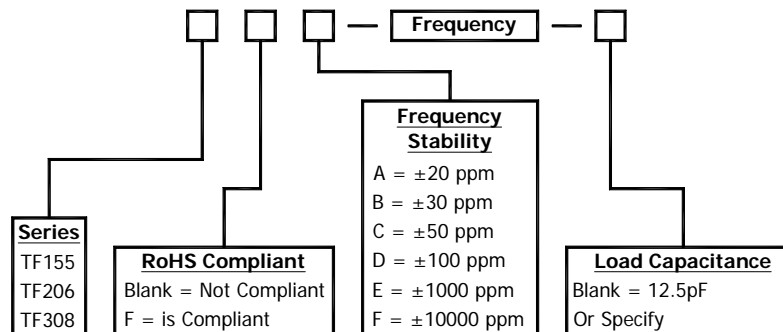 Frequency
Series
TF155
TF206
TF308
RoHS Compliant
Blank = Not Compliant
F = is Compliant
Frequency
Stability
A = ±20 ppm
B = ±30 ppm
C = ±50 ppm
D = ±100 ppm
E = ±1000 ppm
F = ±10000 ppm
Load Capacitance
Blank = 12.5pF
Or Specify